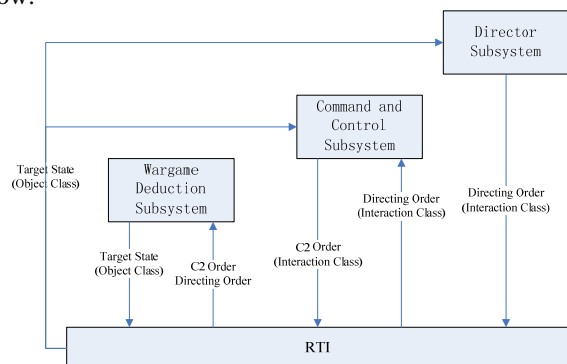 ow:
Director
Subsystem
Command and
Control
Subsystem
Wargame
Deduction
Subsystem
Target State
(Object Class)
Directing Order
(Interaction Class)
Directing Order
(Interaction Class)
C2 Order
(Interaction Class)
Target State
(Object Class)
C2 Order
Directing Order
RTI